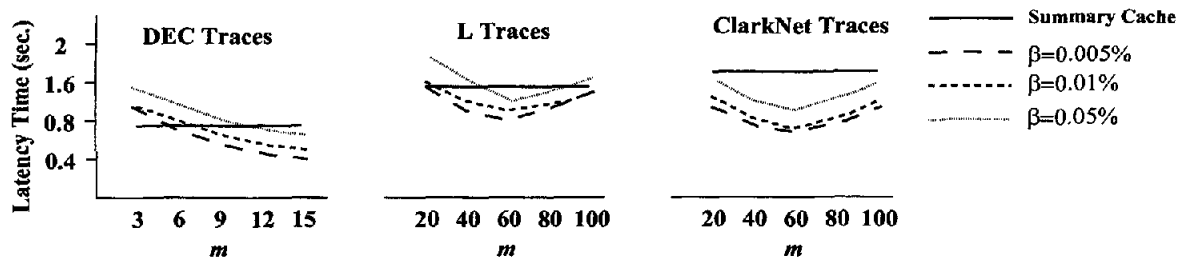 DEC Traces
L Traces
ClarkNet Traces
Summary Cache
β=0.005%
β=0.01%
β=0.05%
Latency Time (sec.)
2
1.6
0.8
0.4
3 6 9 12 15
m
20 40 60 80 100
m
20 40 60 80 100
m